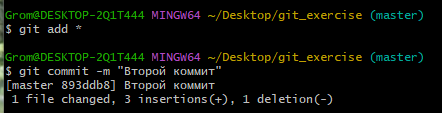 Grom@DESKTOP-2Q1T444 MINGW64 ~/Desktop/git_exercise (master)
$ git add *
Grom@DESKTOP-2Q1T444 MINGW64 ~/Desktop/git_exercise (master)
$ git commit -m "Второй коммит"
[master 893ddb8] Второй коммит
 1 file changed, 3 insertions(+), 1 deletion(-)